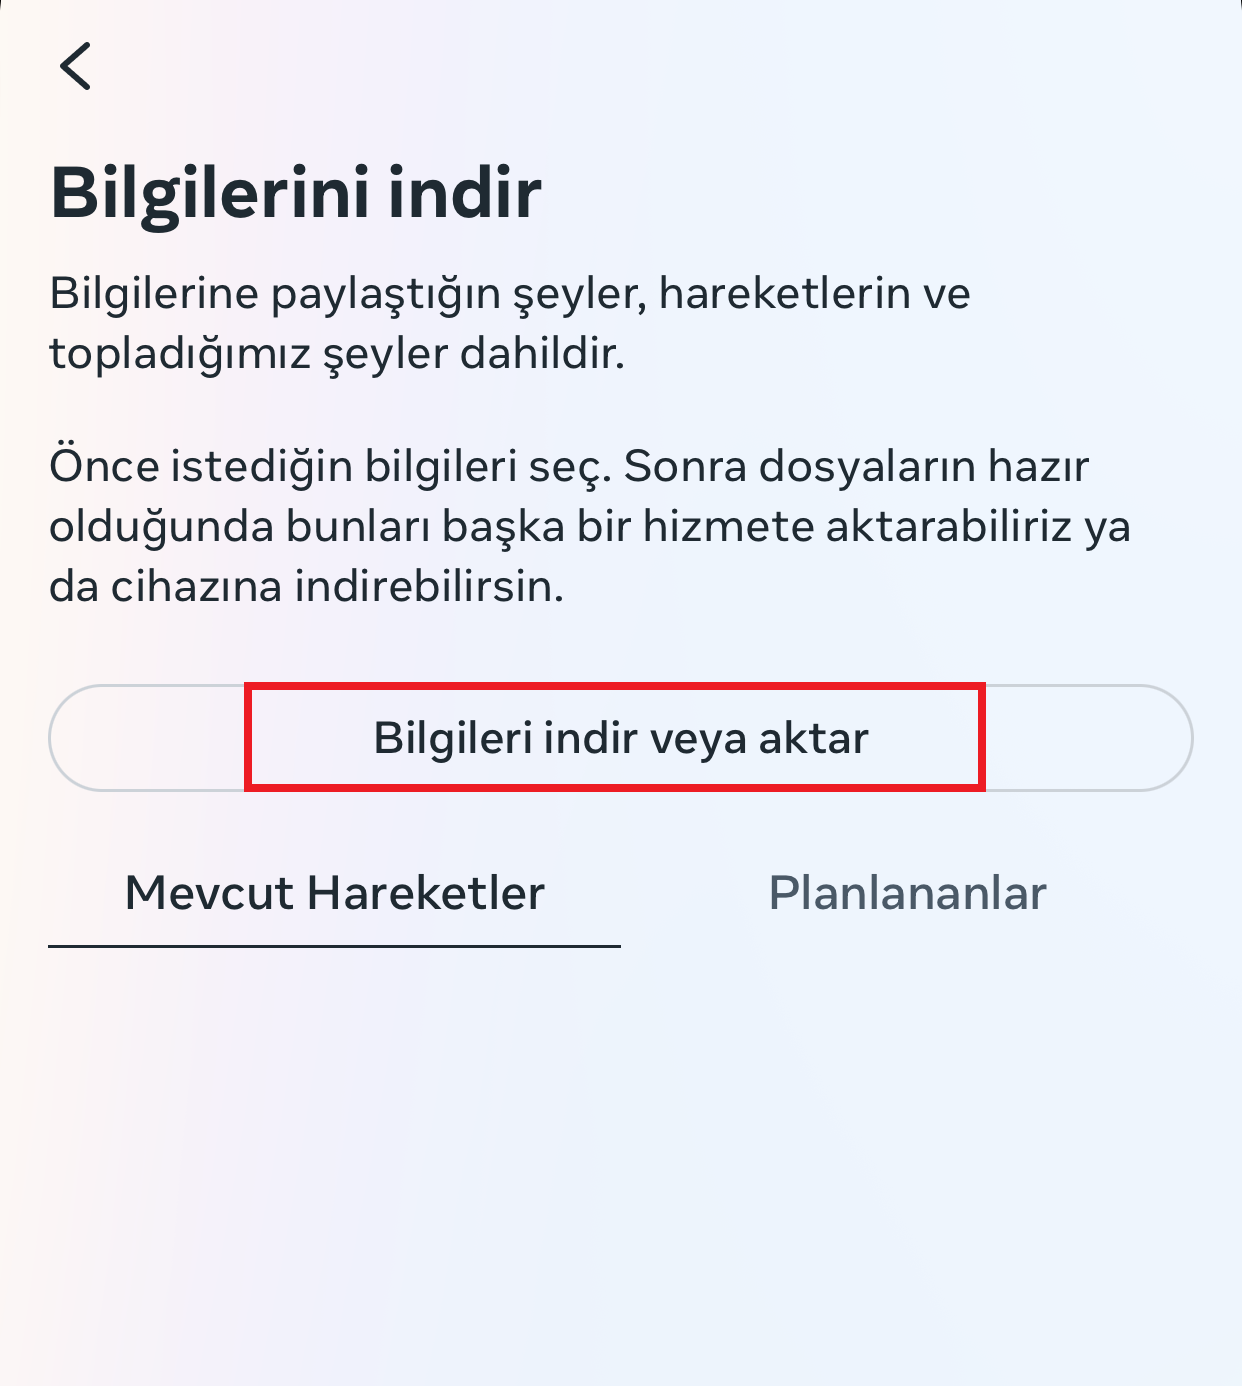 Bilgilerini indir
Bilgilerine paylaştığın şeyler, hareketlerin ve
topladığımız şeyler dahildir.
Önce istediğin bilgileri seç. Sonra dosyaların hazır
olduğunda bunları başka bir hizmete aktarabiliriz ya
da cihazına indirebilirsin.
Bilgileri indir veya aktar
Mevcut Hareketler
Planlananlar